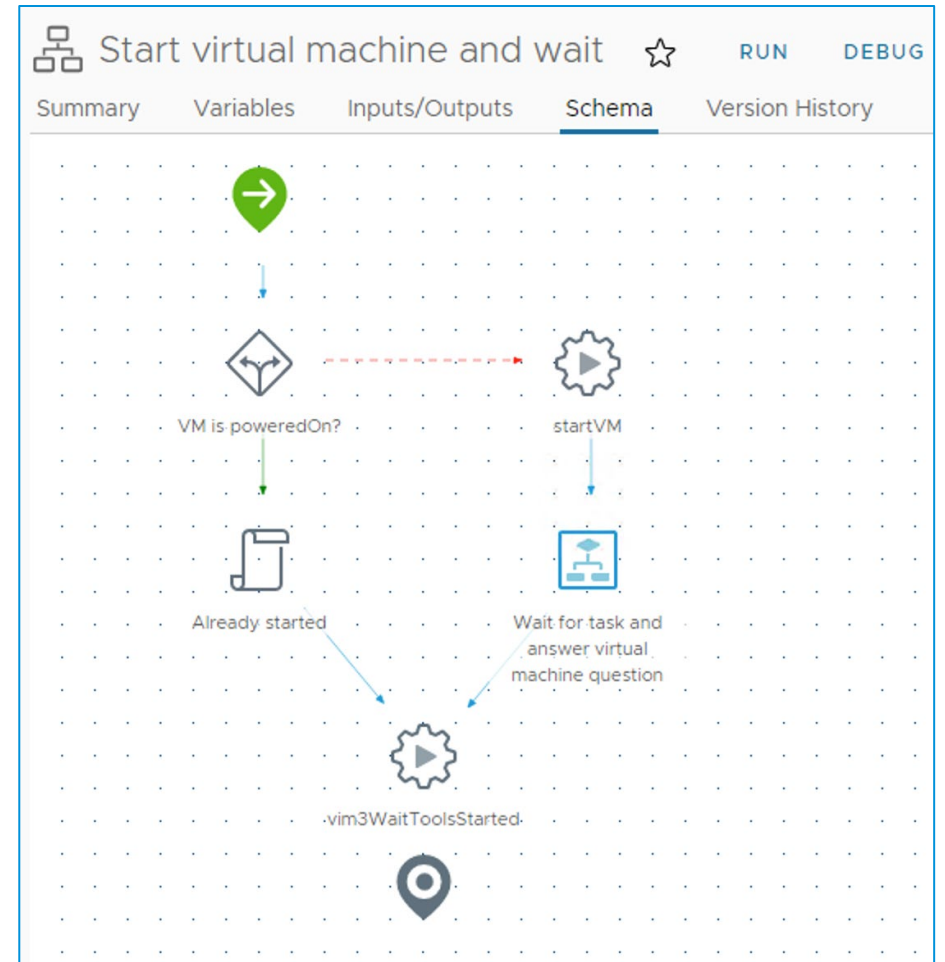 Start virtual machine and wait
RUN
DEBUG
Summary
Variables
Inputs/Outputs
Schema
Version History
VM is poweredOn?
startVM
Already started
Wait for task and
answer virtual
machine question
vim3WaitToolsStarted